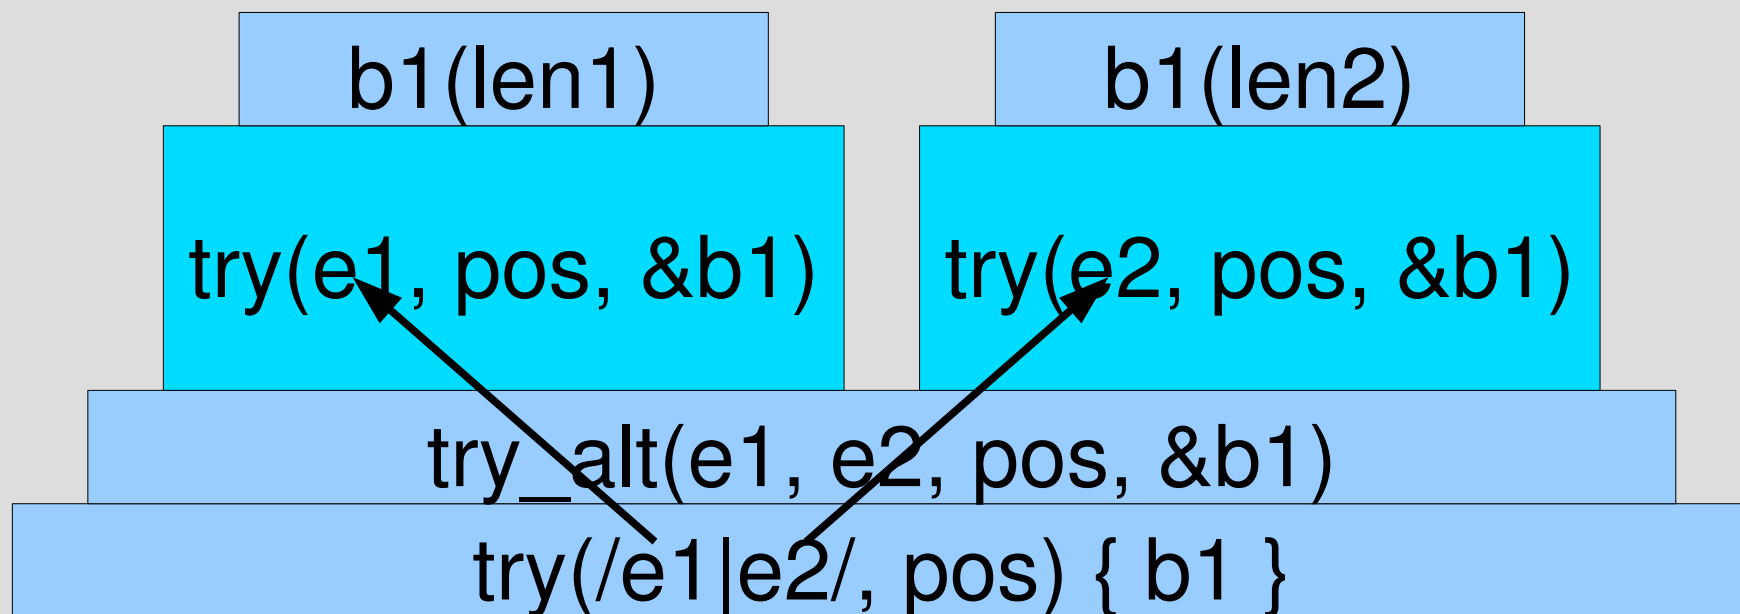 b1(len1)
b1(len2)
try(e1, pos, &b1)
try(e2, pos, &b1)
try_alt(e1, e2, pos, &b1)
try(/e1|e2/, pos) { b1 }